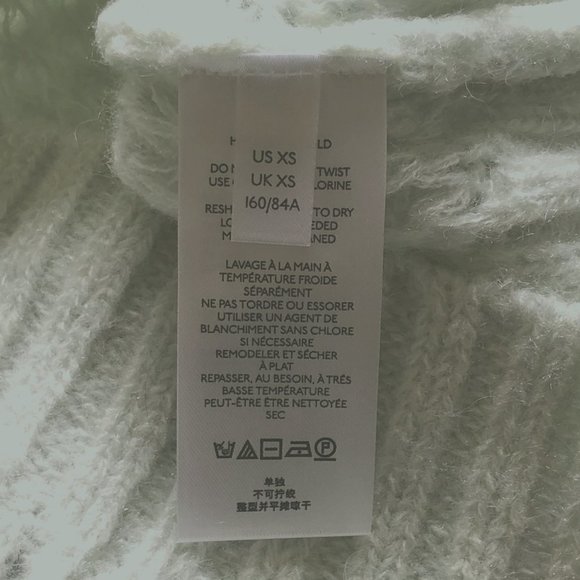 US XS
UK XS
160/84A
H LD
DO TWIST
USE LORINE
RESH TO DRY
LO EEDED
M ANED
LAVAGE À LA MAIN À
TEMPÉRATURE FROIDE
SÉPARÉMENT
NE PAS TORDRE OU ESSORER
UTILISER UN AGENT DE
BLANCHIMENT SANS CHLORE
SI NÉCESSAIRE
REMODELER ET SÉCHER
À PLAT
REPASSER, AU BESOIN, À TRÉS
BASSE TEMPÉRATURE
PEUT-ÊTRE ÊTRE NETTOYÉE
SEC
P
单独
不可拧绞
整型并平摊晾干